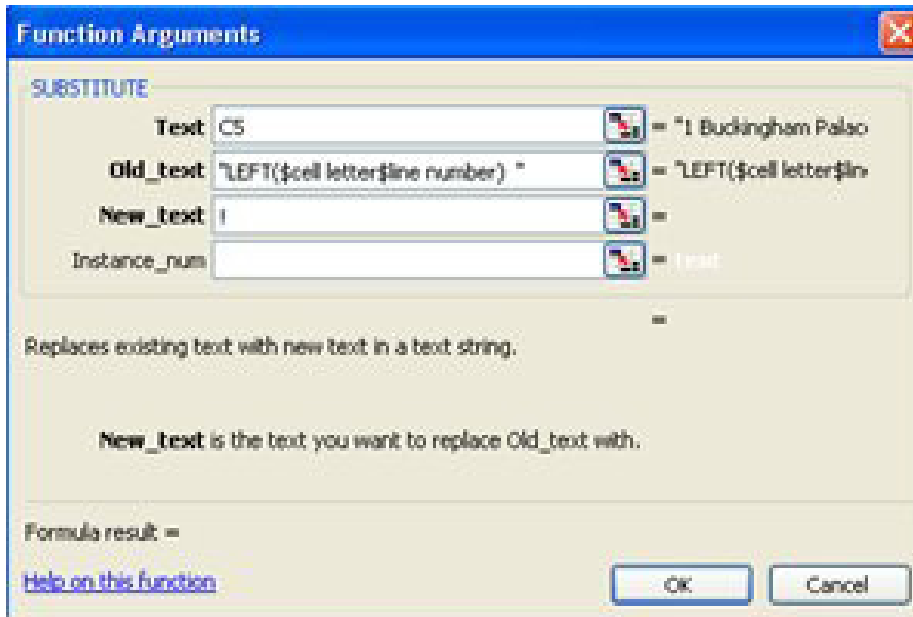 Function Arguments
SUBSTITUTE
Text C5 = "1 Buckingham Palac
Old_text "LEFT($cell letter$line number) " = "LEFT($cell letter$lin
New_text =
Instance_num =
=
Replaces existing text with new text in a text string.
New_text is the text you want to replace Old_text with.
Formula result =
Help on this function
OK Cancel